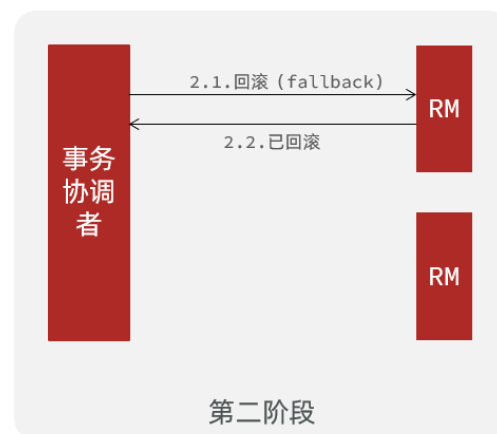 2.1.回滚（fallback）
RM
2.2.已回滚
事务
协调
者
RM
第二阶段